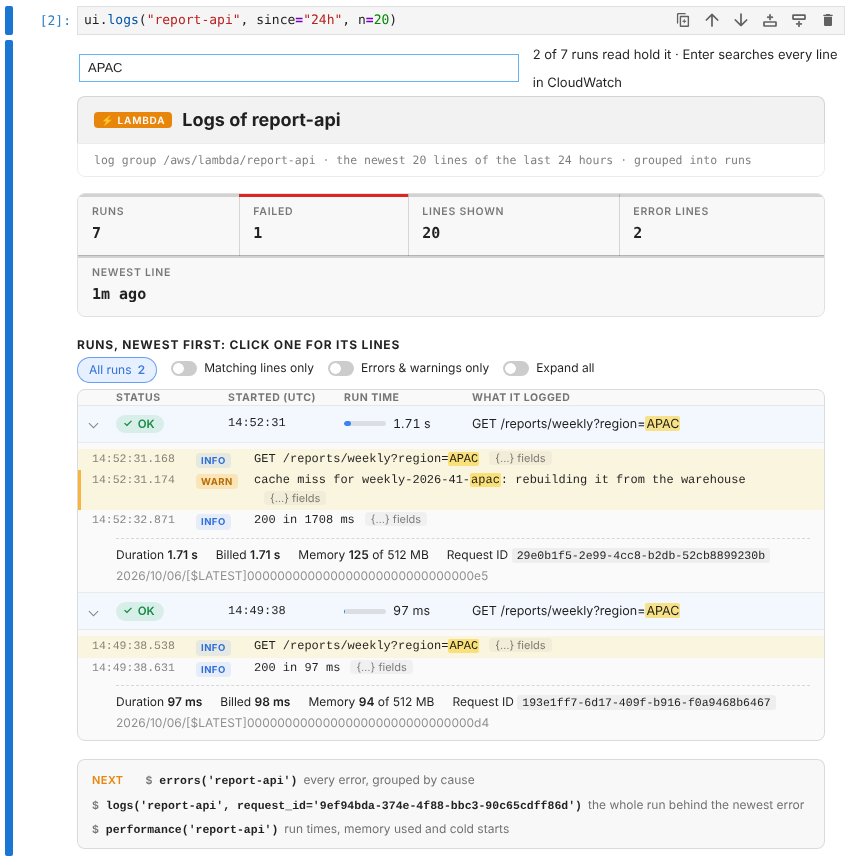 [2]: ui.logs("report-api", since="24h", n=20)
APAC
2 of 7 runs read hold it · Enter searches every line
in CloudWatch
⚡ LAMBDA Logs of report-api
log group /aws/lambda/report-api · the newest 20 lines of the last 24 hours · grouped into runs
RUNS FAILED LINES SHOWN ERROR LINES
7 1 20 2
NEWEST LINE
1m ago
RUNS, NEWEST FIRST: CLICK ONE FOR ITS LINES
All runs 2 Matching lines only Errors & warnings only Expand all
STATUS STARTED (UTC) RUN TIME WHAT IT LOGGED
✓ OK 14:52:31 1.71 s GET /reports/weekly?region=APAC
14:52:31.168 INFO GET /reports/weekly?region=APAC {…} fields
14:52:31.174 WARN cache miss for weekly-2026-41-apac: rebuilding it from the warehouse
{…} fields
14:52:32.871 INFO 200 in 1708 ms {…} fields
Duration 1.71 s Billed 1.71 s Memory 125 of 512 MB Request ID 29e0b1f5-2e99-4cc8-b2db-52cb8899230b
2026/10/06/[$LATEST]000000000000000000000000000000e5
✓ OK 14:49:38 97 ms GET /reports/weekly?region=APAC
14:49:38.538 INFO GET /reports/weekly?region=APAC {…} fields
14:49:38.631 INFO 200 in 97 ms {…} fields
Duration 97 ms Billed 98 ms Memory 94 of 512 MB Request ID 193e1ff7-6d17-409f-b916-f0a9468b6467
2026/10/06/[$LATEST]000000000000000000000000000000d4
NEXT $ errors('report-api') every error, grouped by cause
$ logs('report-api', request_id='9ef94bda-374e-4f88-bbc3-90c65cdff86d') the whole run behind the newest error
$ performance('report-api') run times, memory used and cold starts